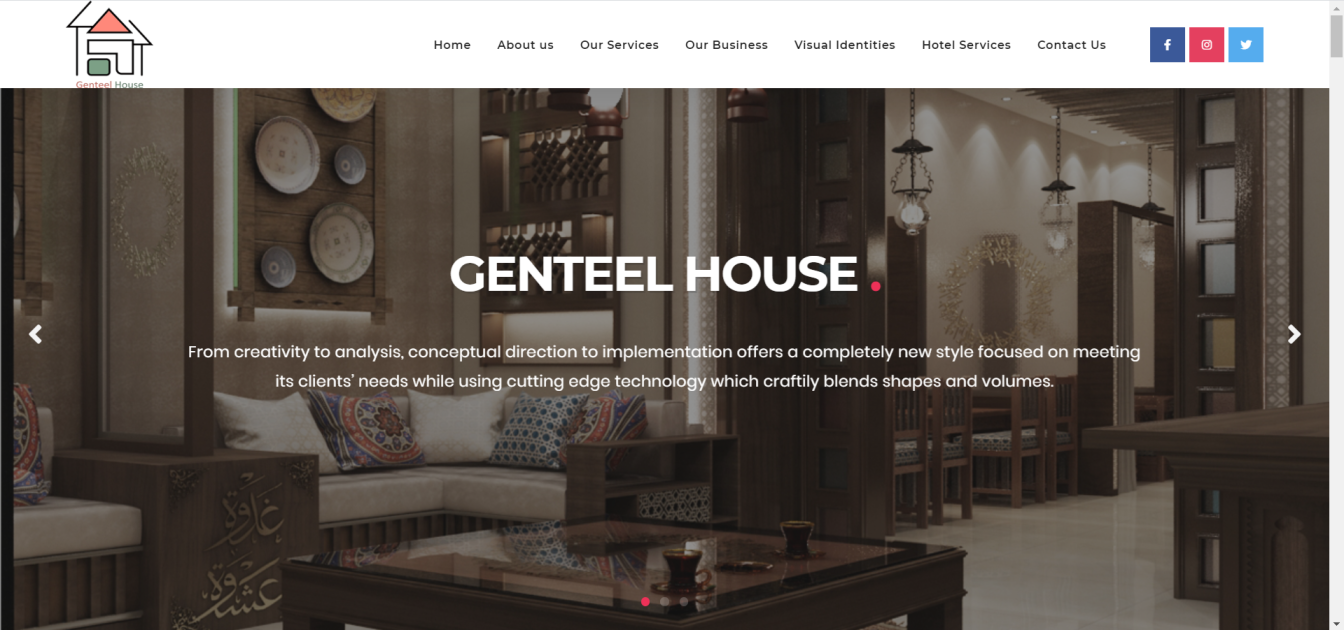 Genteel House
Home About us Our Services Our Business Visual Identities Hotel Services Contact Us
GENTEEL HOUSE .
From creativity to analysis, conceptual direction to implementation offers a completely new style focused on meeting
its clients’ needs while using cutting edge technology which craftily blends shapes and volumes.
غداوة
عشاوة